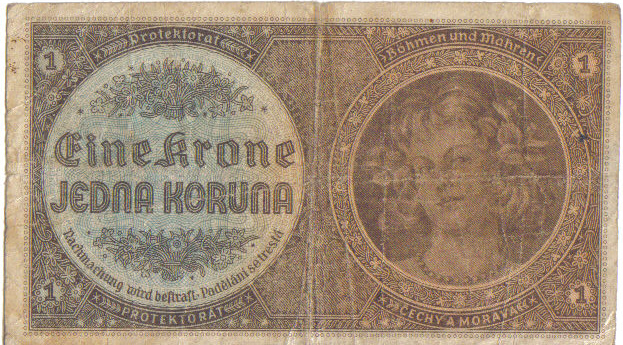 1
Protektorat
Böhmen und Mähren
1
Eine Krone
JEDNA KORUNA
Nachmachung wird bestraft. Padělání se trestá
1
PROTEKTORÁT
ČECHY A MORAVA
1